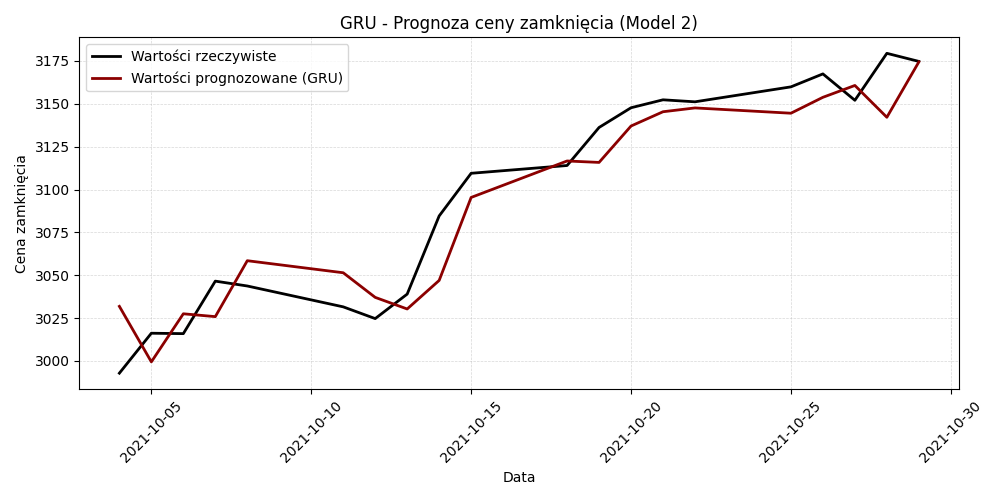 GRU - Prognoza ceny zamknięcia (Model 2)
Wartości rzeczywiste
Wartości prognozowane (GRU)
Cena zamknięcia
3175
3150
3125
3100
3075
3050
3025
3000
2021-10-05
2021-10-10
2021-10-15
2021-10-20
2021-10-25
2021-10-30
Data